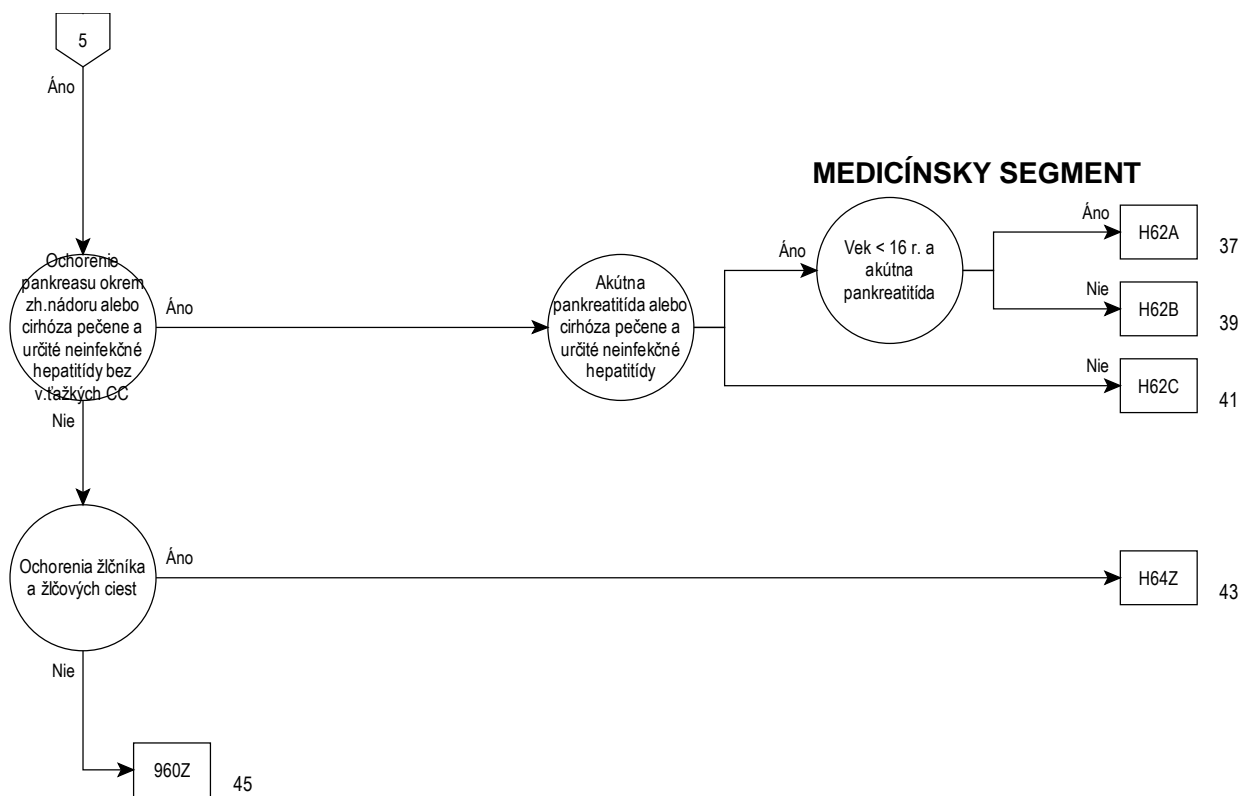 5
Áno
MEDICÍNSKY SEGMENT
Ochorenie
pankreasu okrem
zh.nádoru alebo
cirhóza pečene a
určité neinfekčné
hepatitídy bez
v.ťažkých CC
Áno
Akútna
pankreatitída alebo
cirhóza pečene a
určité neinfekčné
hepatitídy
Áno
Vek < 16 r. a
akútna
pankreatitída
Áno
H62A
37
Nie
H62B
39
Nie
H62C
41
Nie
Ochorenia žlčníka
a žlčových ciest
Áno
H64Z
43
Nie
960Z
45